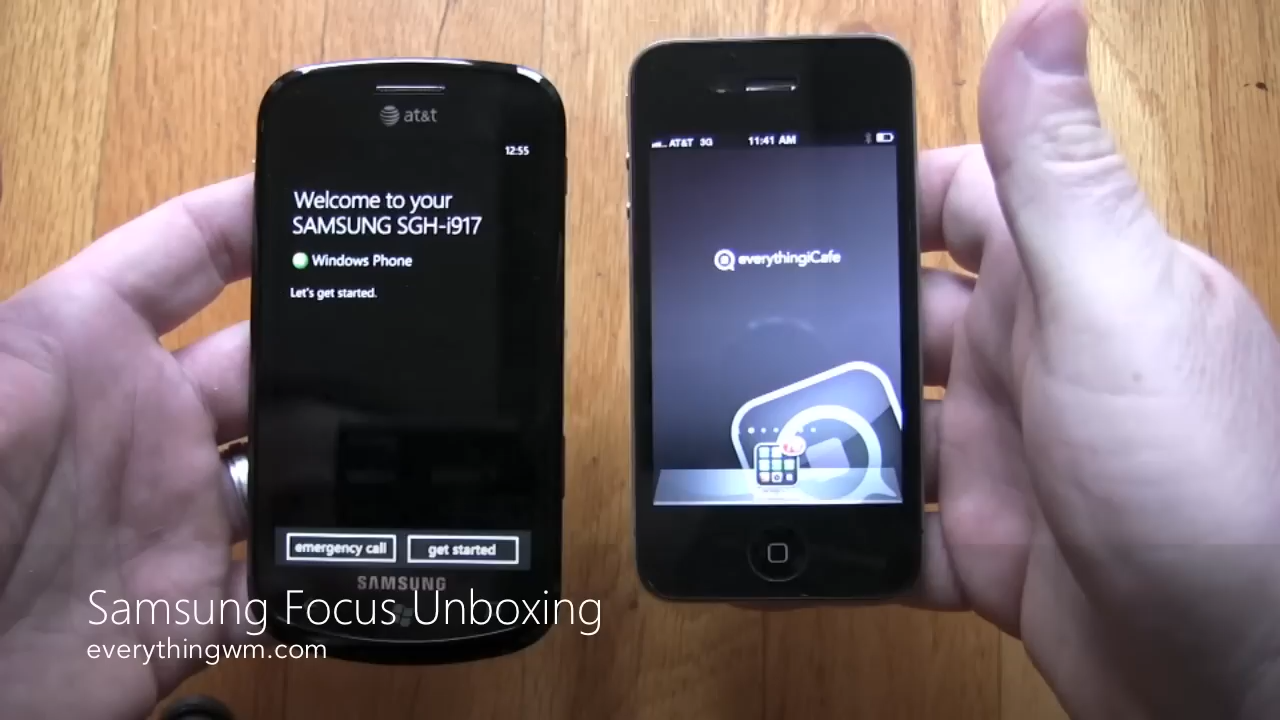 at&t
12:55
Welcome to your
SAMSUNG SGH-i917
Windows Phone
Let's get started.
emergency call
get started
SAMSUNG
AT&T 3G 11:41 AM
everythingiCafe
Samsung Focus Unboxing
everythingwm.com